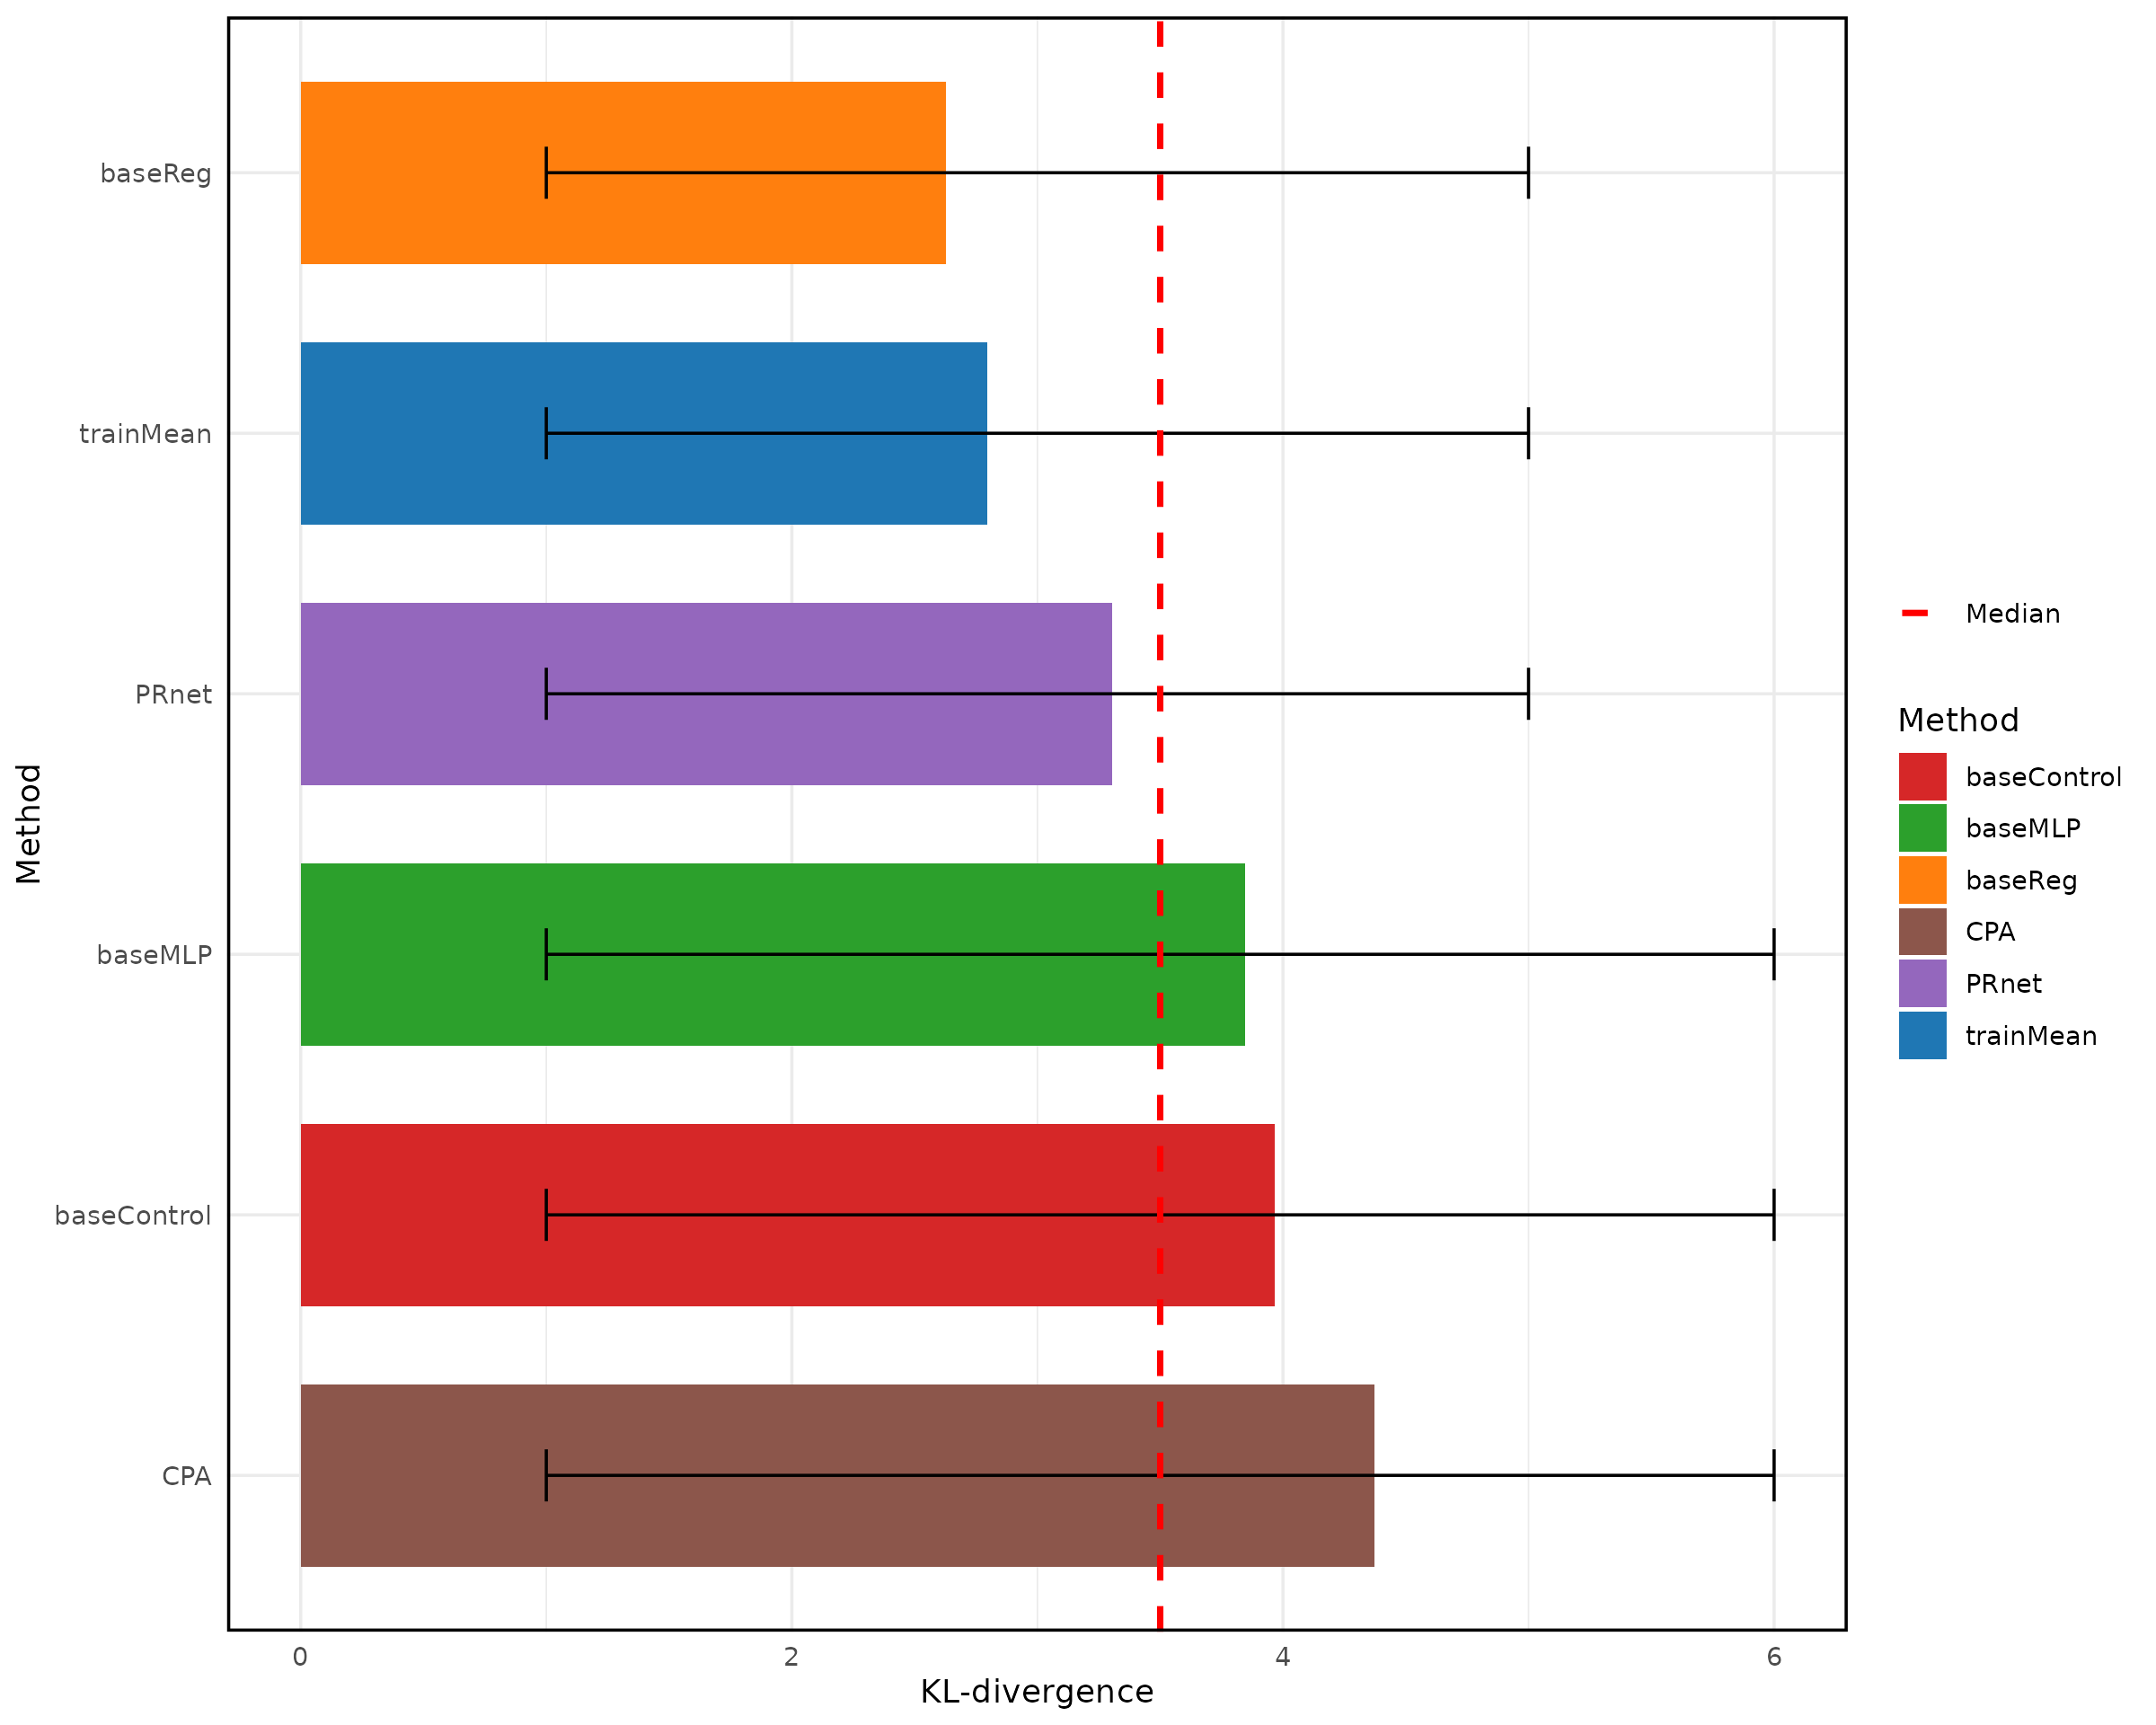 baseReg
trainMean
PRnet
baseMLP
baseControl
CPA
Method
0 2 4 6
KL-divergence
Median
Method
baseControl
baseMLP
baseReg
CPA
PRnet
trainMean